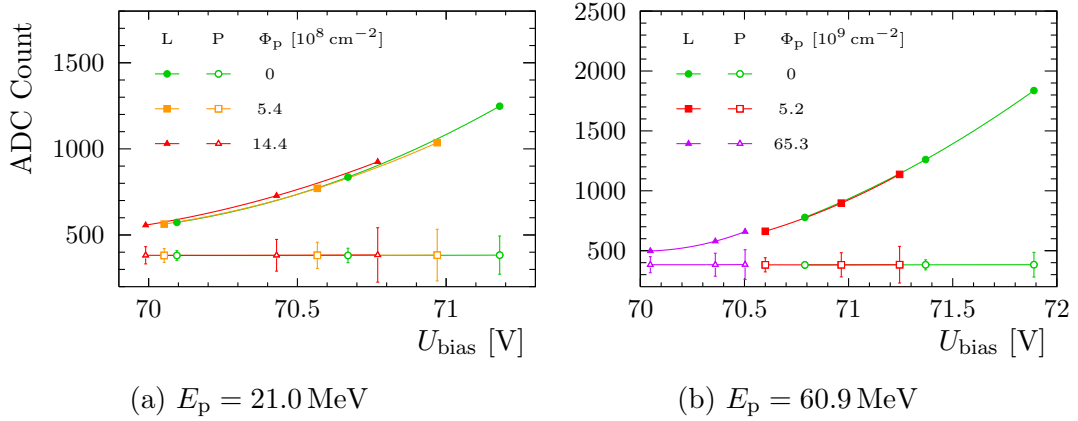 ADC Count
1500
1000
500
L P Φp [10^8 cm^−2]
0
5.4
14.4
70 70.5 71
Ubias [V]
(a) Ep = 21.0 MeV
2500
2000
1500
1000
500
0
L P Φp [10^9 cm^−2]
0
5.2
65.3
70 70.5 71 71.5 72
Ubias [V]
(b) Ep = 60.9 MeV